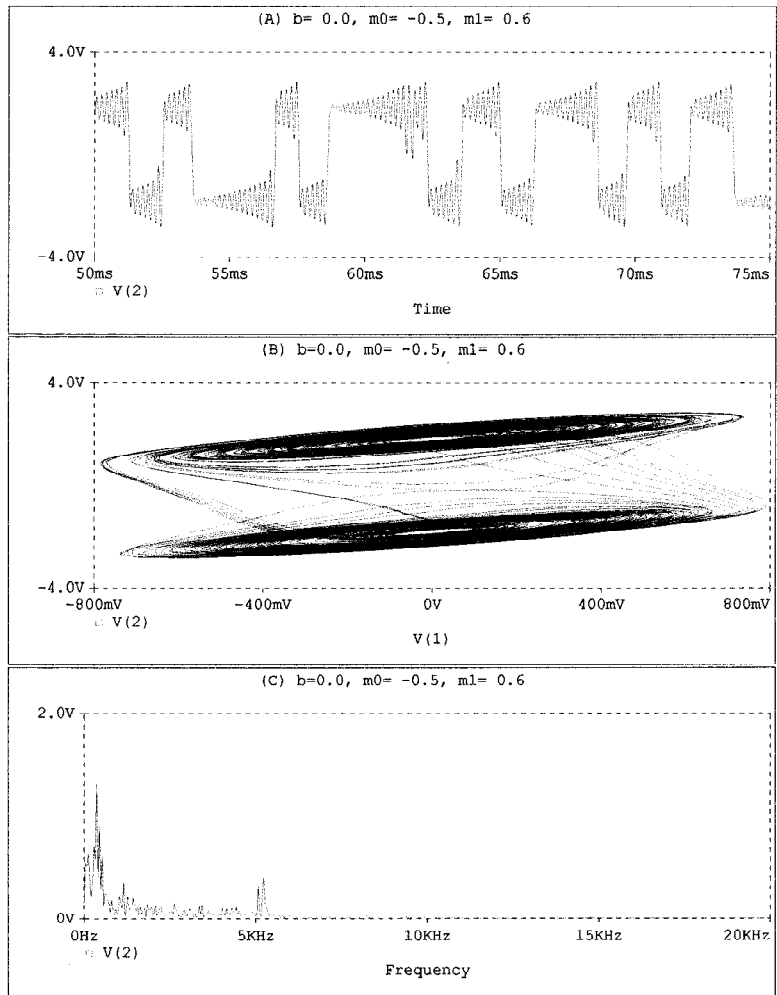 (A) b= 0.0, m0= -0.5, m1= 0.6
4.0V
-4.0V
50ms 55ms 60ms 65ms 70ms 75ms
V(2)
Time
(B) b=0.0, m0= -0.5, m1= 0.6
4.0V
-4.0V
-800mV -400mV 0V 400mV 800mV
V(2)
V(1)
(C) b=0.0, m0= -0.5, m1= 0.6
2.0V
0V
0HZ 5KHz 10KHz 15KHz 20KHz
V(2)
Frequency